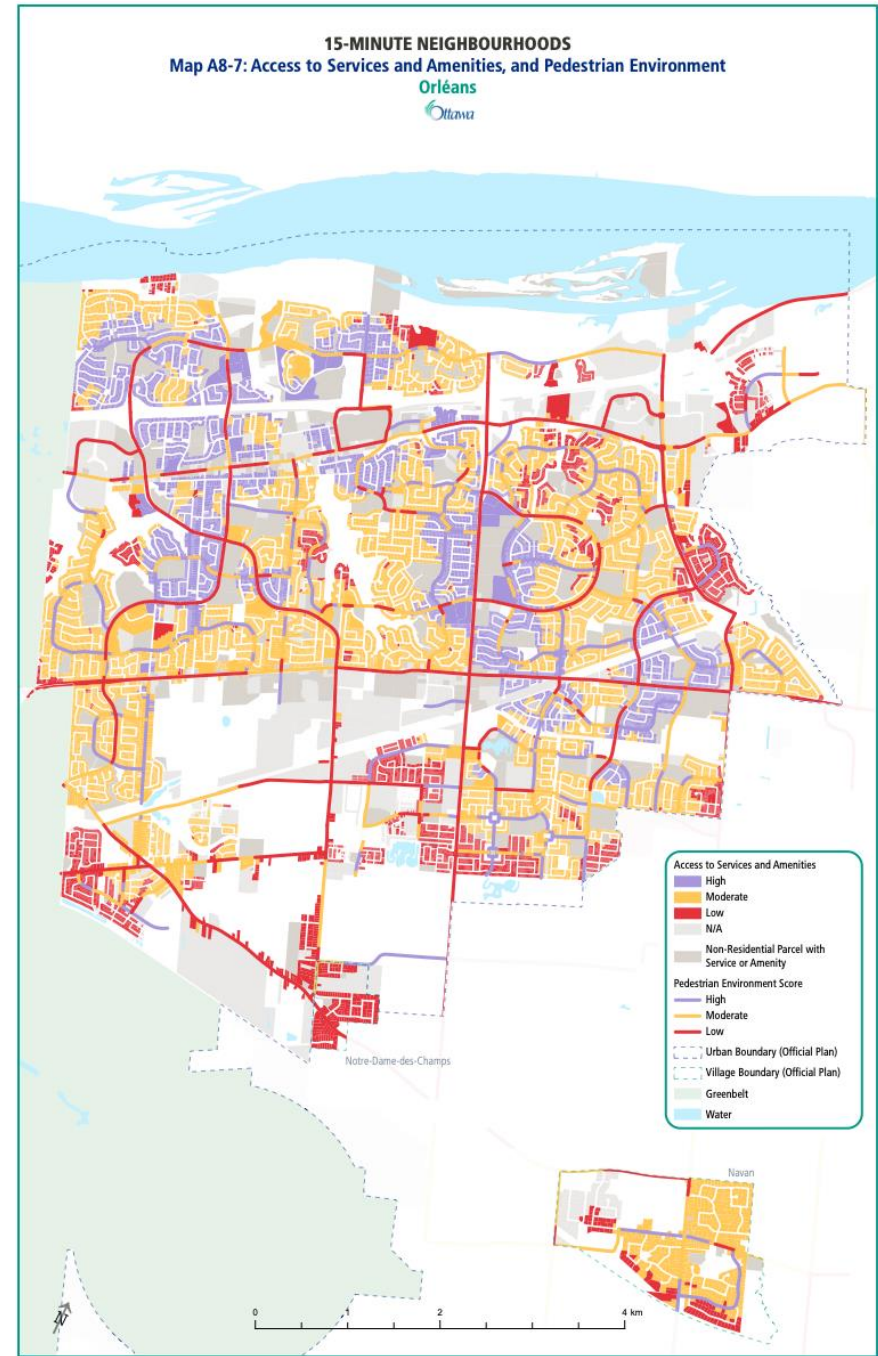 15-MINUTE NEIGHBOURHOODS
Map A8-7: Access to Services and Amenities, and Pedestrian Environment
Orléans
Ottawa
Access to Services and Amenities
High
Moderate
Low
N/A
Non-Residential Parcel with
Service or Amenity
Pedestrian Environment Score
High
Moderate
Low
Urban Boundary (Official Plan)
Village Boundary (Official Plan)
Greenbelt
Water
Notre-Dame-des-Champs
Navan
N
0 1 2 4 km